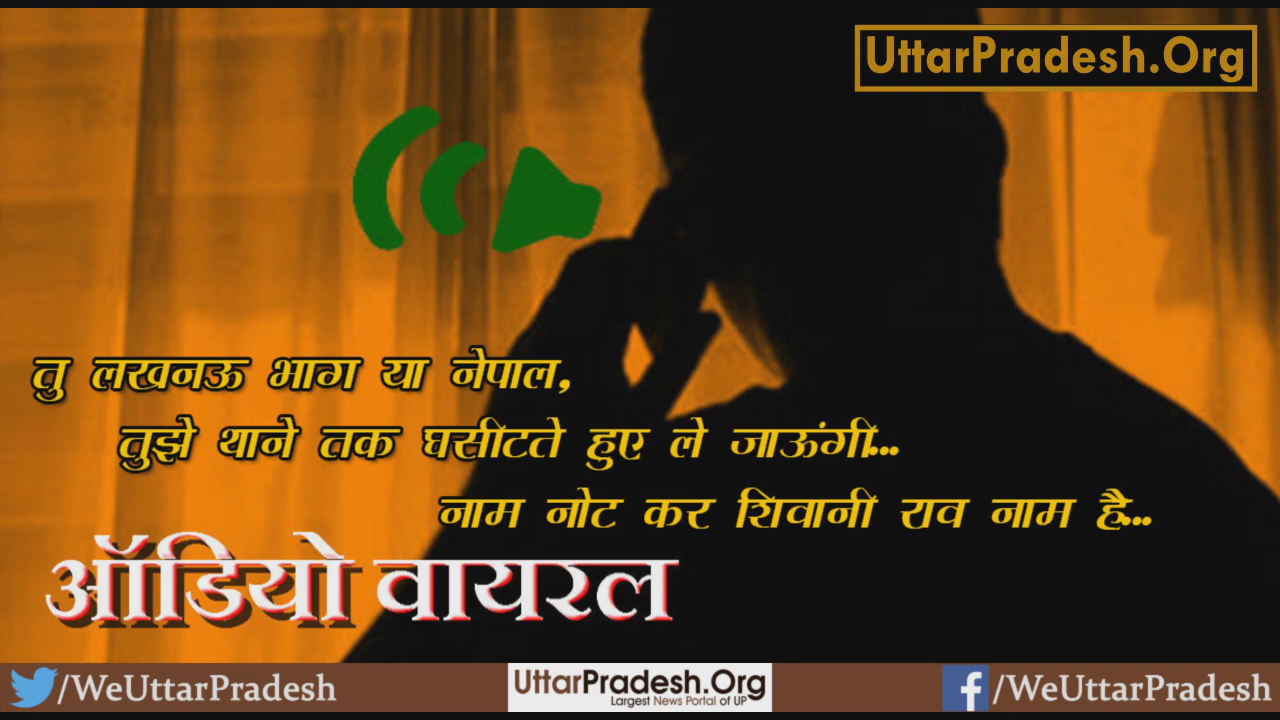 UttarPradesh.Org
तु लखनऊ भाग या नेपाल,
तुझे थाने तक घसीटते हुए ले जाऊंगी...
नाम नोट कर शिवानी राव नाम है...
ऑडियो वायरल
/WeUttarPradesh
UttarPradesh.Org
Largest News Portal of UP
/WeUttarPradesh